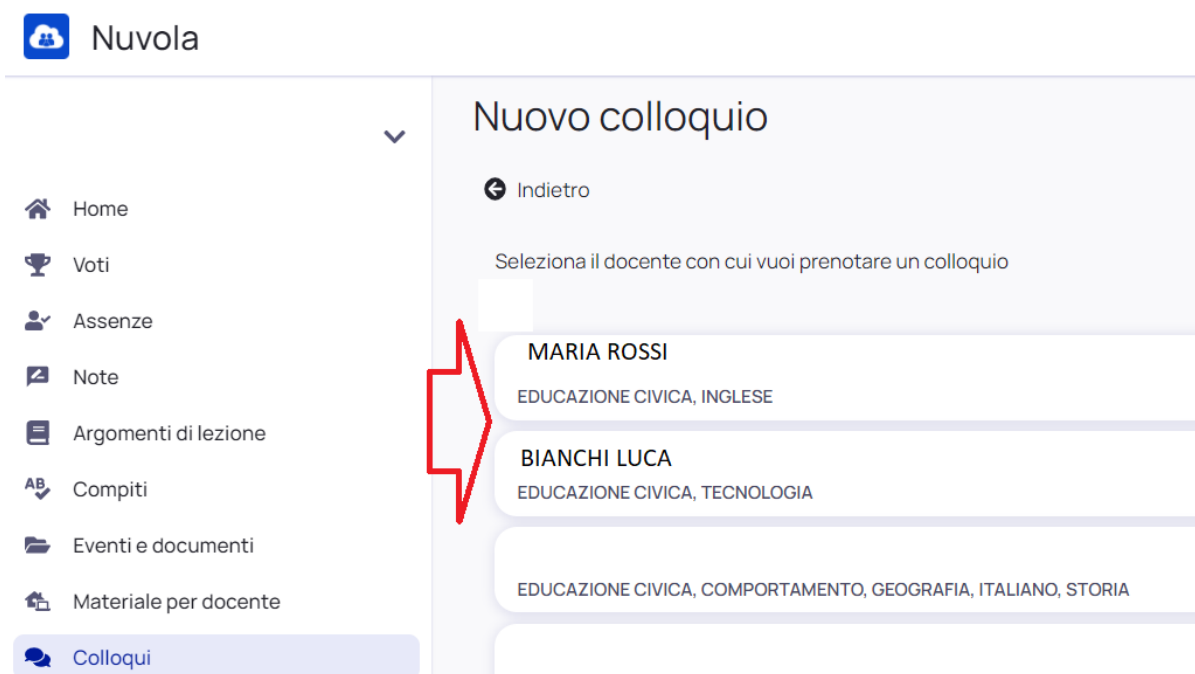 Nuvola
Nuovo colloquio
Indietro
Home
Voti
Assenze
Note
Argomenti di lezione
AB
Compiti
Eventi e documenti
Materiale per docente
Colloqui
Seleziona il docente con cui vuoi prenotare un colloquio
MARIA ROSSI
EDUCAZIONE CIVICA, INGLESE
BIANCHI LUCA
EDUCAZIONE CIVICA, TECNOLOGIA
EDUCAZIONE CIVICA, COMPORTAMENTO, GEOGRAFIA, ITALIANO, STORIA